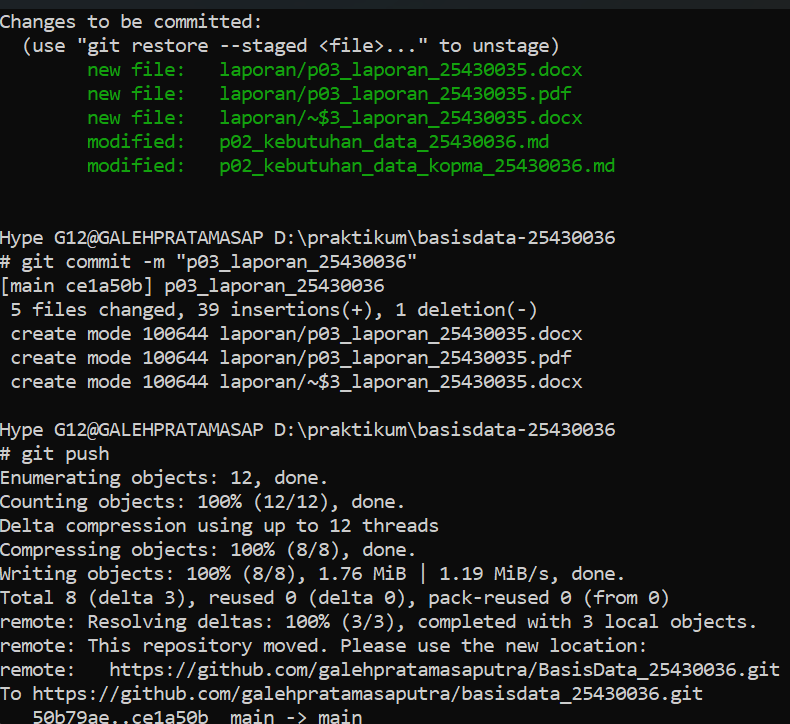 Changes to be committed:
  (use "git restore --staged <file>..." to unstage)
        new file:   laporan/p03_laporan_25430035.docx
        new file:   laporan/p03_laporan_25430035.pdf
        new file:   laporan/~$3_laporan_25430035.docx
        modified:   p02_kebutuhan_data_25430036.md
        modified:   p02_kebutuhan_data_kopma_25430036.md
Hype G12@GALEHPRATAMASAP D:\praktikum\basisdata-25430036
# git commit -m "p03_laporan_25430036"
[main ce1a50b] p03_laporan_25430036
 5 files changed, 39 insertions(+), 1 deletion(-)
 create mode 100644 laporan/p03_laporan_25430035.docx
 create mode 100644 laporan/p03_laporan_25430035.pdf
 create mode 100644 laporan/~$3_laporan_25430035.docx
Hype G12@GALEHPRATAMASAP D:\praktikum\basisdata-25430036
# git push
Enumerating objects: 12, done.
Counting objects: 100% (12/12), done.
Delta compression using up to 12 threads
Compressing objects: 100% (8/8), done.
Writing objects: 100% (8/8), 1.76 MiB | 1.19 MiB/s, done.
Total 8 (delta 3), reused 0 (delta 0), pack-reused 0 (from 0)
remote: Resolving deltas: 100% (3/3), completed with 3 local objects.
remote: This repository moved. Please use the new location:
remote:   https://github.com/galehpratamasaputra/BasisData_25430036.git
To https://github.com/galehpratamasaputra/basisdata_25430036.git
   50b79ae..ce1a50b  main -> main